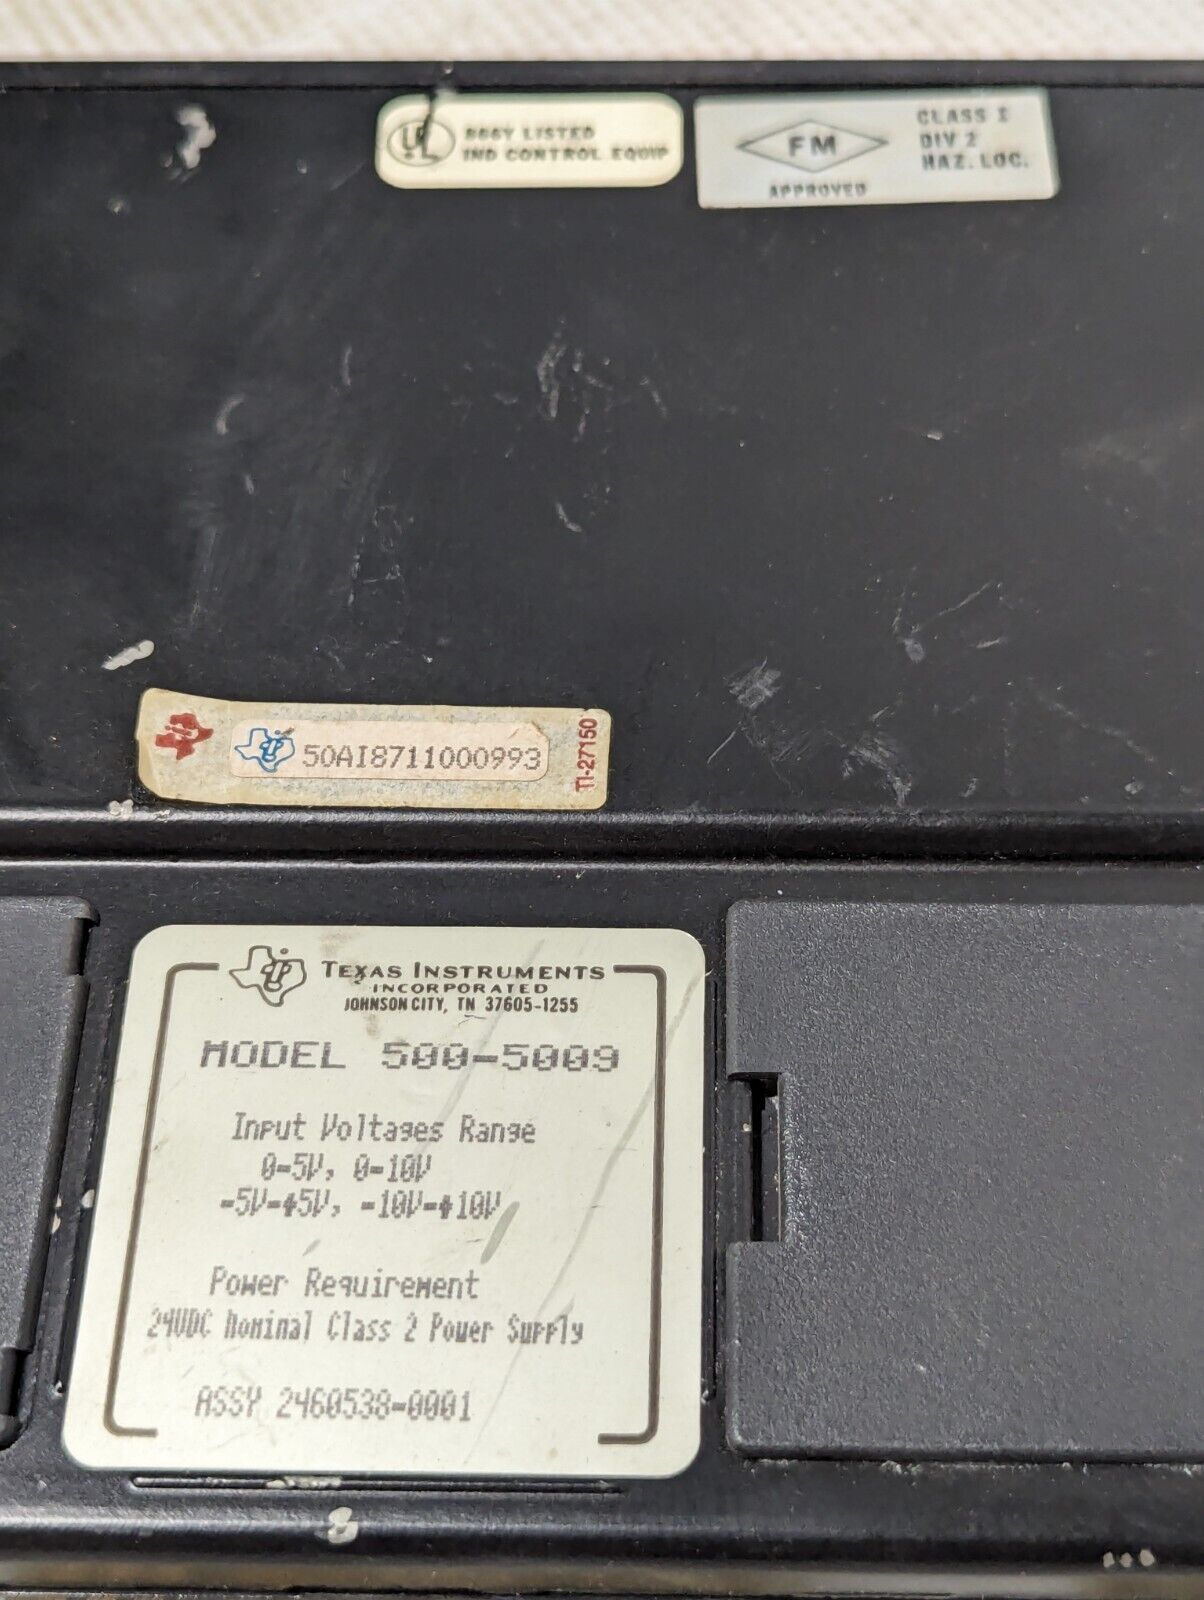 UL
866Y LISTED
IND CONTROL EQUIP
FM
APPROVED
CLASS I
DIV 2
HAZ. LOC.
50AI8711000993
TI-27150
TEXAS INSTRUMENTS
INCORPORATED
JOHNSON CITY, TN 37605-1255
MODEL 500-5009
Input Voltages Range
0-5V, 0-10V
-5V-+5V, -10V-+10V
Power Requirement
24VDC Nominal Class 2 Power Supply
ASSY 2460538-0001